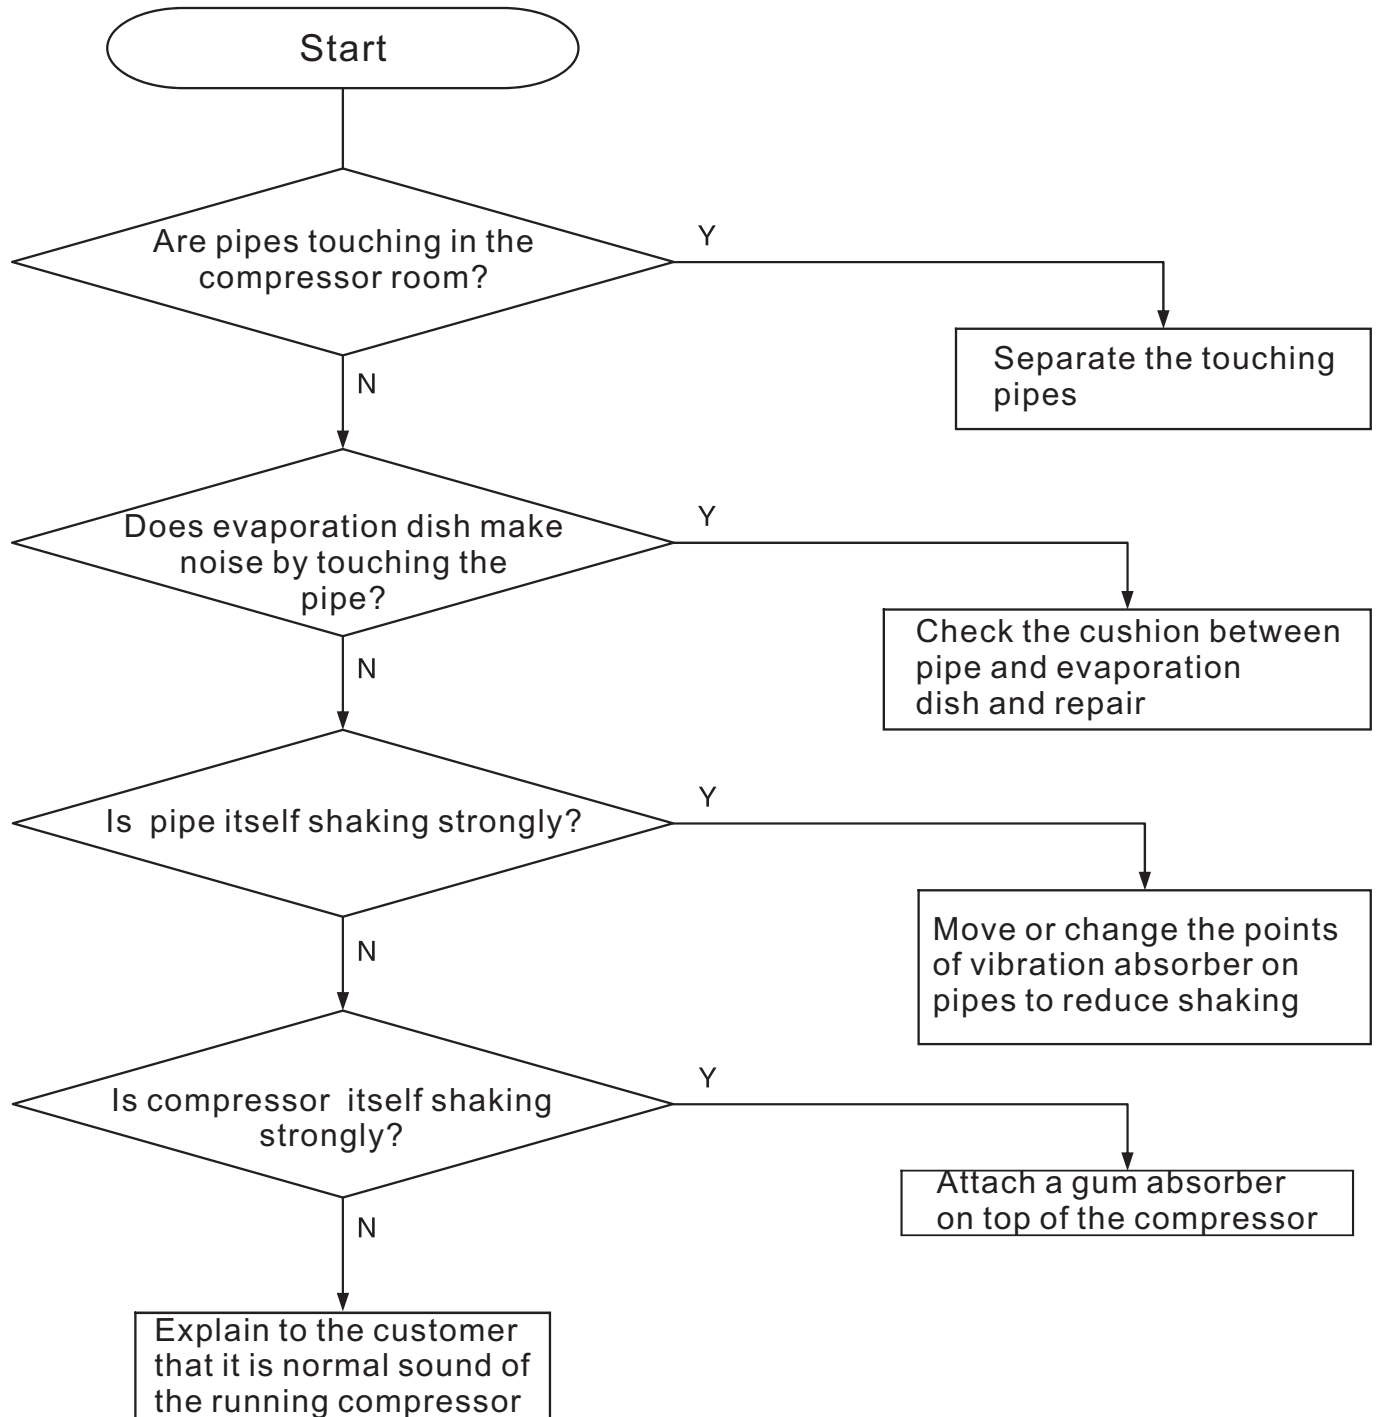 Start
Are pipes touching in the
compressor room?
Y
Separate the touching
pipes
N
Does evaporation dish make
noise by touching the
pipe?
Y
Check the cushion between
pipe and evaporation
dish and repair
N
Is pipe itself shaking strongly?
Y
Move or change the points
of vibration absorber on
pipes to reduce shaking
N
Is compressor itself shaking
strongly?
Y
Attach a gum absorber
on top of the compressor
N
Explain to the customer
that it is normal sound of
the running compressor